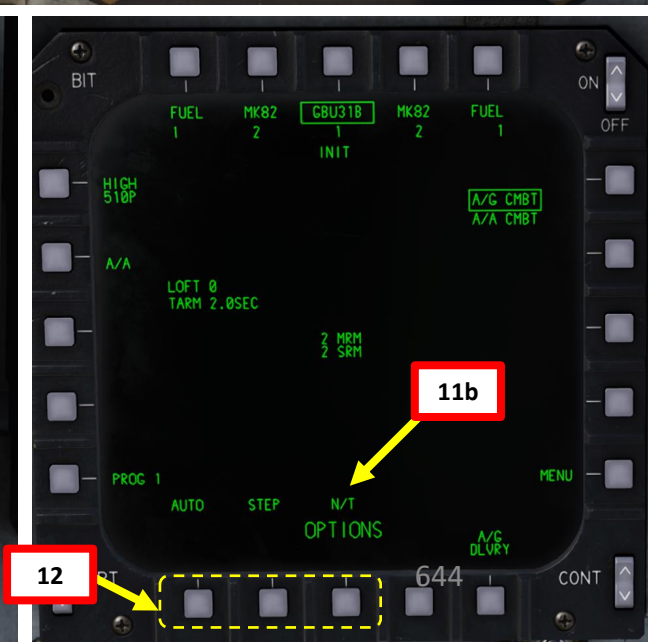 BIT
ON
OFF
FUEL MK82 GBU31B MK82 FUEL
1 2 1 2 1
INIT
HIGH
510P
A/G CMBT
A/A CMBT
A/A
LOFT 0
TARM 2.0SEC
2 MRM
2 SRM
11b
PROG 1
MENU
AUTO STEP N/T
OPTIONS
A/G
DLVRY
12
644
CONT